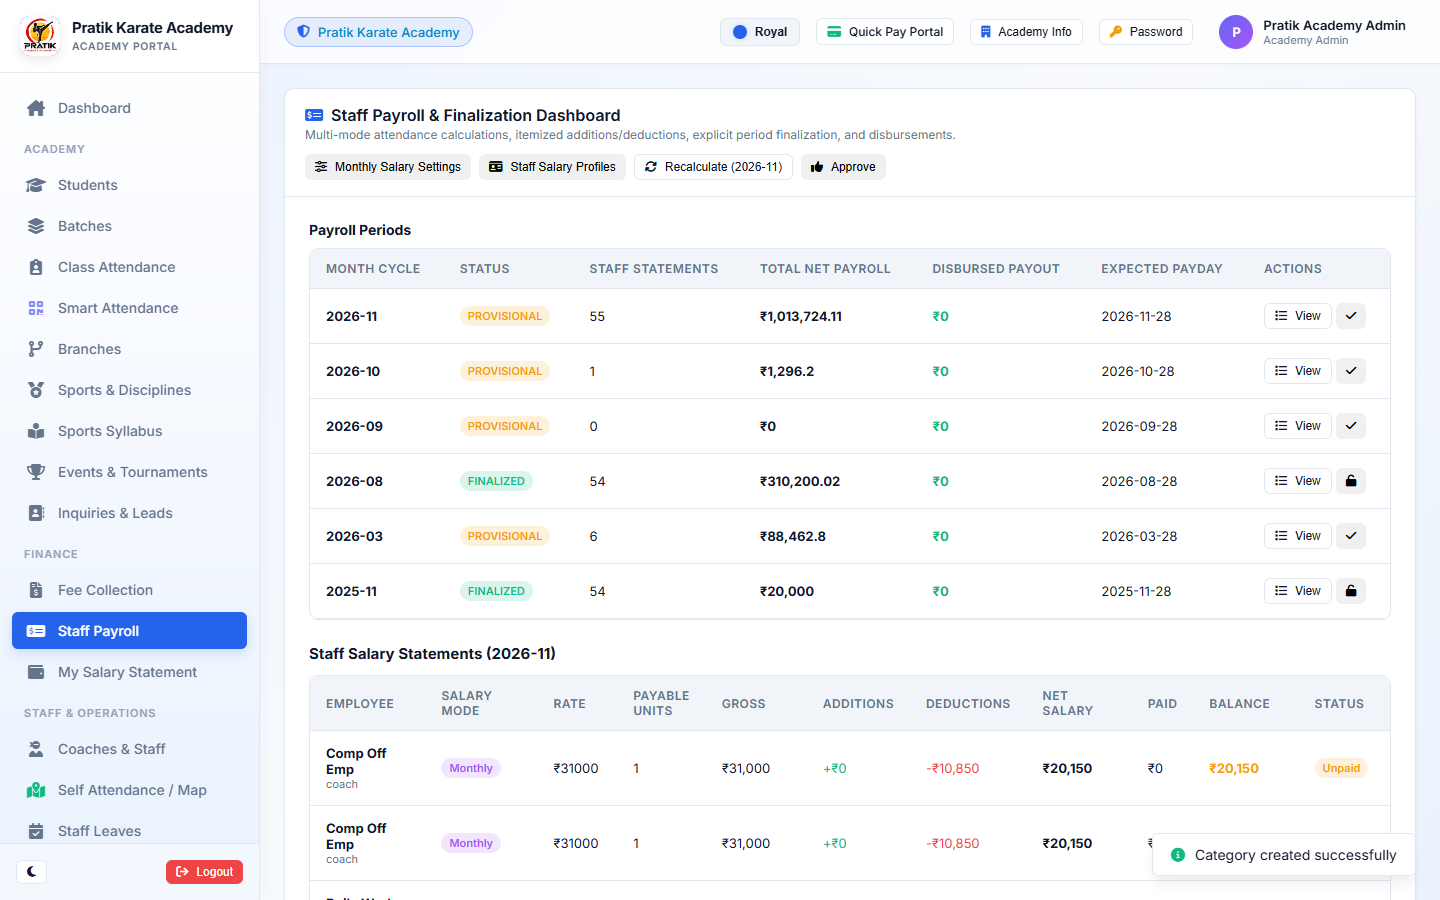 Pratik Karate Academy
ACADEMY PORTAL
PRATIK
Dashboard
ACADEMY
Students
Batches
Class Attendance
Smart Attendance
Branches
Sports & Disciplines
Sports Syllabus
Events & Tournaments
Inquiries & Leads
FINANCE
Fee Collection
Staff Payroll
My Salary Statement
STAFF & OPERATIONS
Coaches & Staff
Self Attendance / Map
Staff Leaves
Logout
Pratik Karate Academy
Royal
Quick Pay Portal
Academy Info
Password
P
Pratik Academy Admin
Academy Admin
Staff Payroll & Finalization Dashboard
Multi-mode attendance calculations, itemized additions/deductions, explicit period finalization, and disbursements.
Monthly Salary Settings Staff Salary Profiles Recalculate (2026-11) Approve
Payroll Periods
MONTH CYCLE STATUS STAFF STATEMENTS TOTAL NET PAYROLL DISBURSED PAYOUT EXPECTED PAYDAY ACTIONS
2026-11 PROVISIONAL 55 ₹1,013,724.11 ₹0 2026-11-28 View
2026-10 PROVISIONAL 1 ₹1,296.2 ₹0 2026-10-28 View
2026-09 PROVISIONAL 0 ₹0 ₹0 2026-09-28 View
2026-08 FINALIZED 54 ₹310,200.02 ₹0 2026-08-28 View
2026-03 PROVISIONAL 6 ₹88,462.8 ₹0 2026-03-28 View
2025-11 FINALIZED 54 ₹20,000 ₹0 2025-11-28 View
Staff Salary Statements (2026-11)
EMPLOYEE SALARY MODE RATE PAYABLE UNITS GROSS ADDITIONS DEDUCTIONS NET SALARY PAID BALANCE STATUS
Comp Off Emp
coach
Monthly ₹31000 1 ₹31,000 +₹0 -₹10,850 ₹20,150 ₹0 ₹20,150 Unpaid
Comp Off Emp
coach
Monthly ₹31000 1 ₹31,000 +₹0 -₹10,850 ₹20,150
Category created successfully